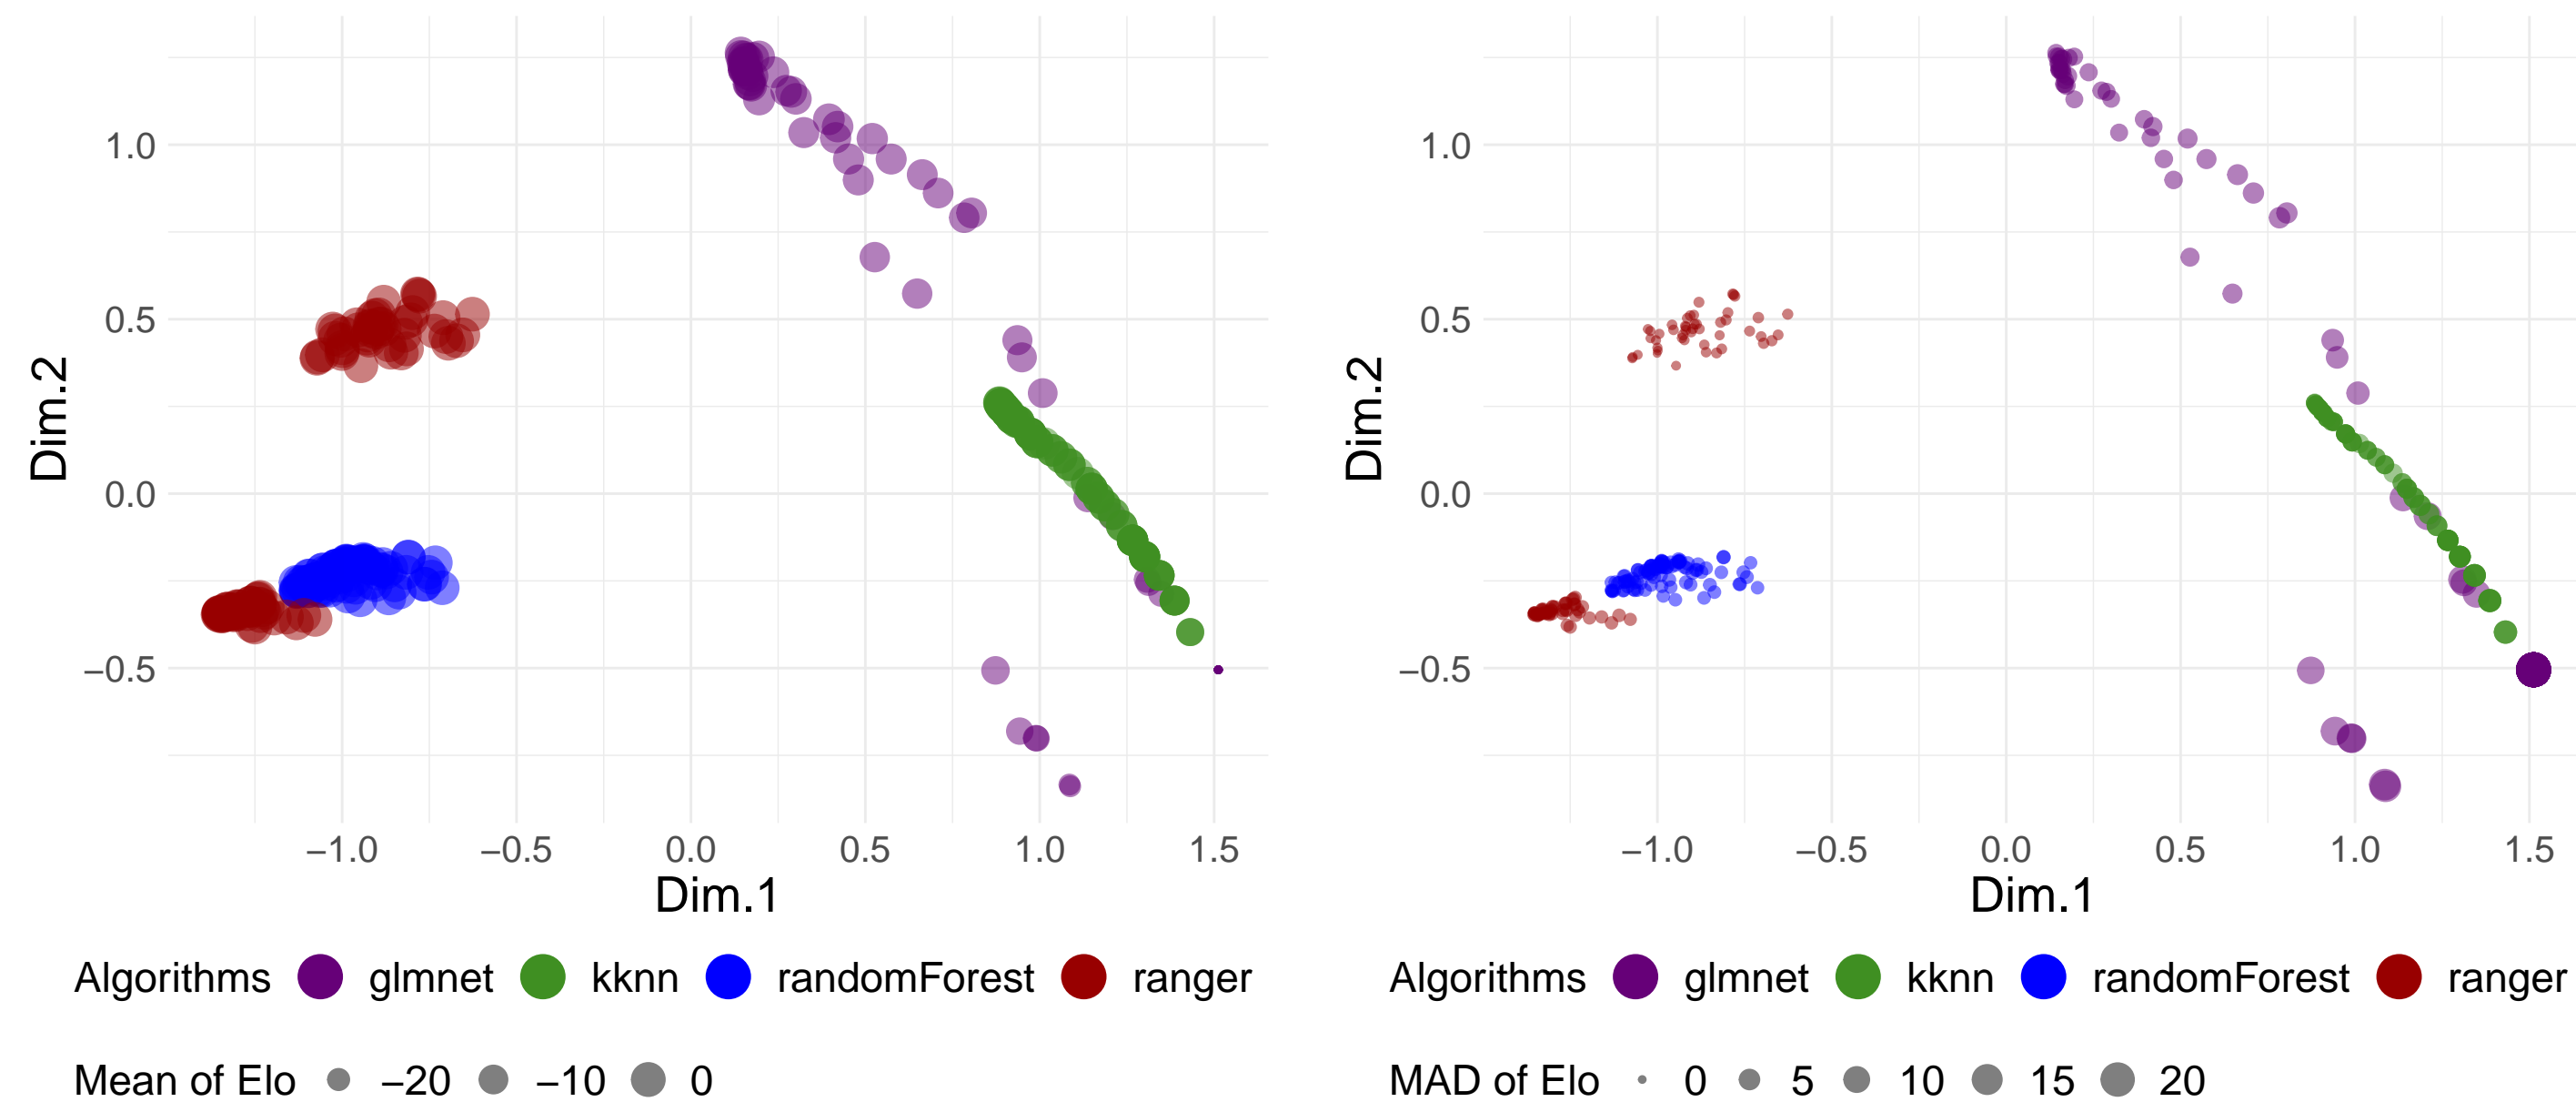 Dim.2
1.0
0.5
0.0
−0.5
−1.0 −0.5 0.0 0.5 1.0 1.5
Dim.1
Algorithms glmnet kknn randomForest ranger
Mean of Elo −20 −10 0
Dim.2
1.0
0.5
0.0
−0.5
−1.0 −0.5 0.0 0.5 1.0 1.5
Dim.1
Algorithms glmnet kknn randomForest ranger
MAD of Elo 0 5 10 15 20